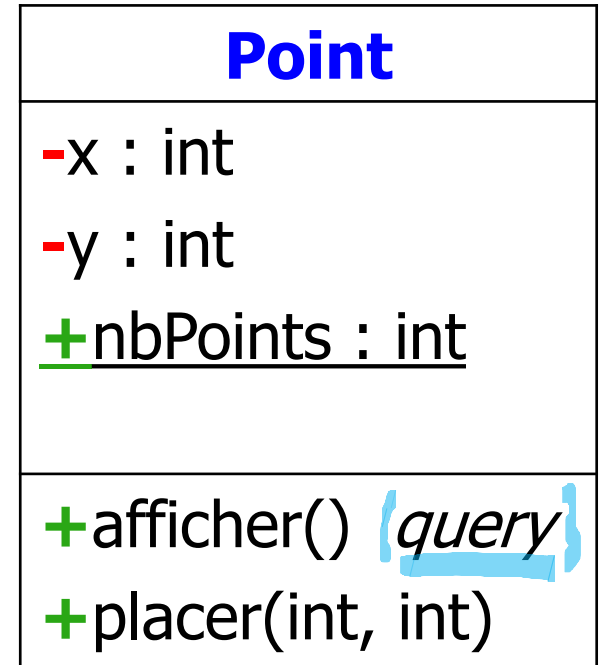 Point
-x : int
-y : int
+nbPoints : int
+afficher() {query}
+placer(int, int)